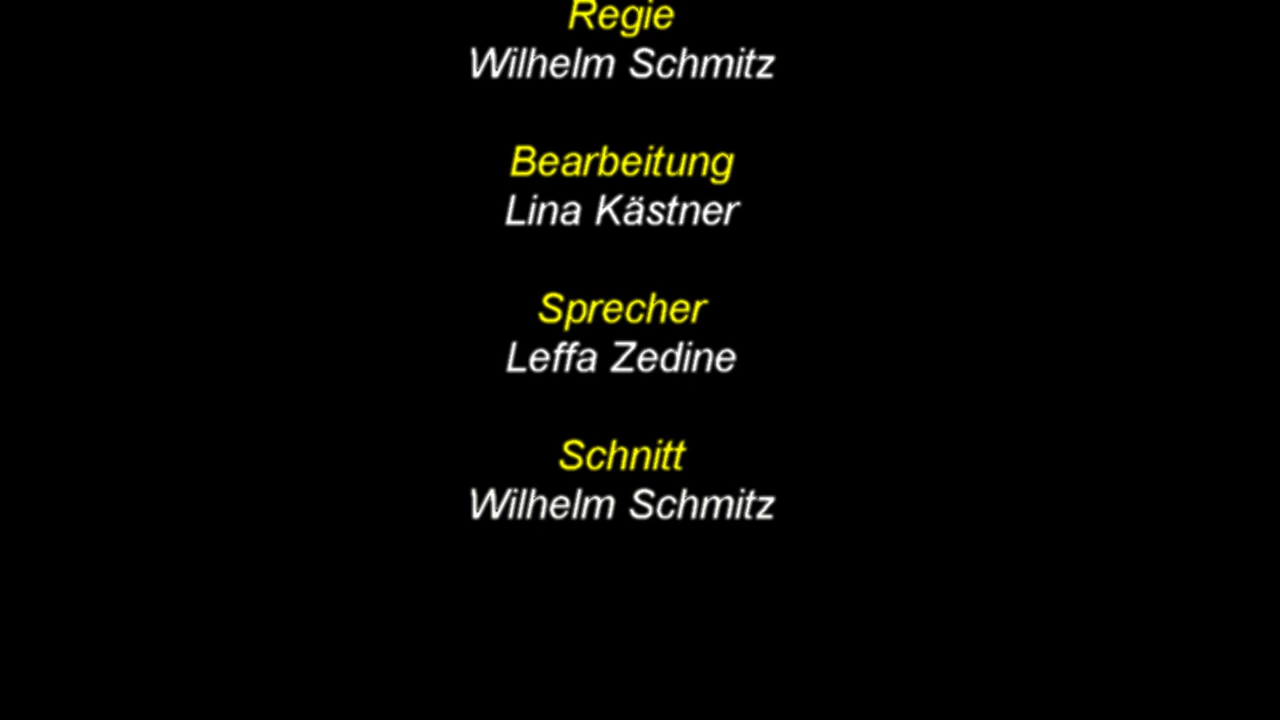 Regie
Wilhelm Schmitz
Bearbeitung
Lina Kästner
Sprecher
Leffa Zedine
Schnitt
Wilhelm Schmitz